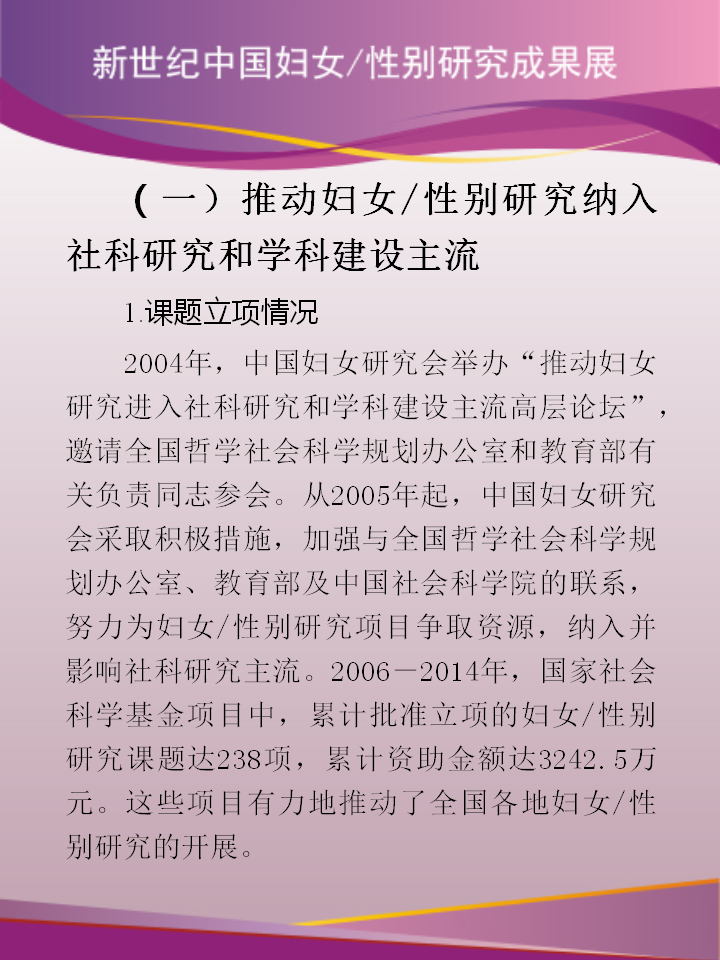 新世纪中国妇女/性别研究成果展
（一）推动妇女/性别研究纳入
社科研究和学科建设主流
1.课题立项情况
2004年，中国妇女研究会举办“推动妇女
研究进入社科研究和学科建设主流高层论坛”，
邀请全国哲学社会科学规划办公室和教育部有
关负责同志参会。从2005年起，中国妇女研究
会采取积极措施，加强与全国哲学社会科学规
划办公室、教育部及中国社会科学院的联系，
努力为妇女/性别研究项目争取资源，纳入并
影响社科研究主流。2006－2014年，国家社会
科学基金项目中，累计批准立项的妇女/性别
研究课题达238项，累计资助金额达3242.5万
元。这些项目有力地推动了全国各地妇女/性
别研究的开展。